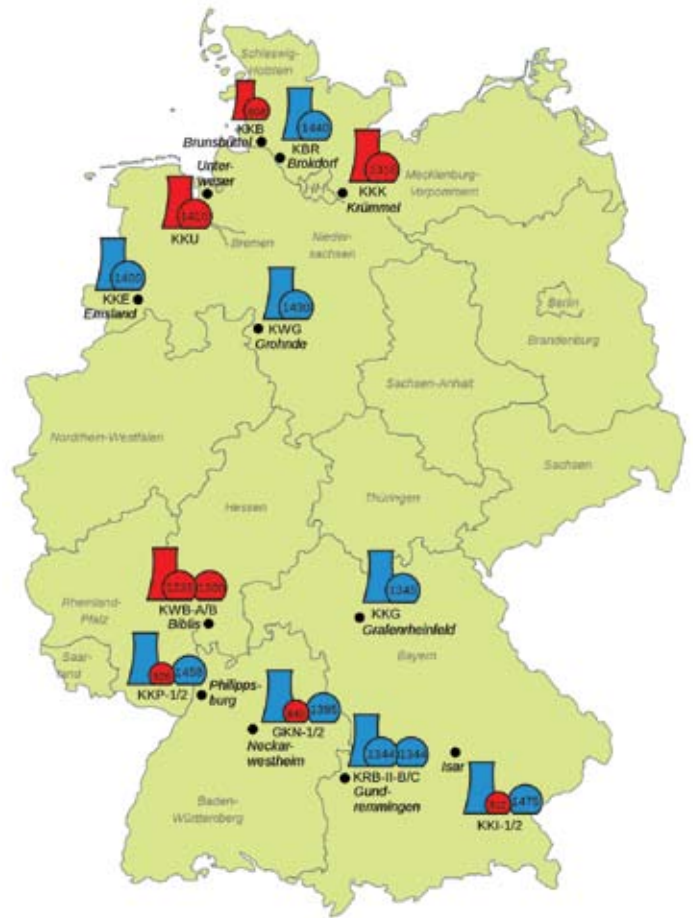 Schleswig-
Holstein
KKB
Brunsbüttel
1440
KBR
Brokdorf
KKK
Krümmel
HH
Mecklenburg-
Vorpommern
Unter-
weser
1410
KKU
Bremen
Nieder-
sachsen
1400
KKE
Emsland
1430
KWG
Grohnde
Berlin
Brandenburg
Sachsen-Anhalt
Nordrhein-Westfalen
Sachsen
Hessen
Thüringen
1300
KWB-A/B
Biblis
1345
KKG
Grafenrheinfeld
Rheinland-
Pfalz
Saar-
land
Bayern
1458
KKP-1/2
Philipps-
burg
840 1395
GKN-1/2
Neckar-
westheim
1344 1344
KRB-II-B/C
Gund-
remmingen
Isar
1475
KKI-1/2
Baden-
Württemberg